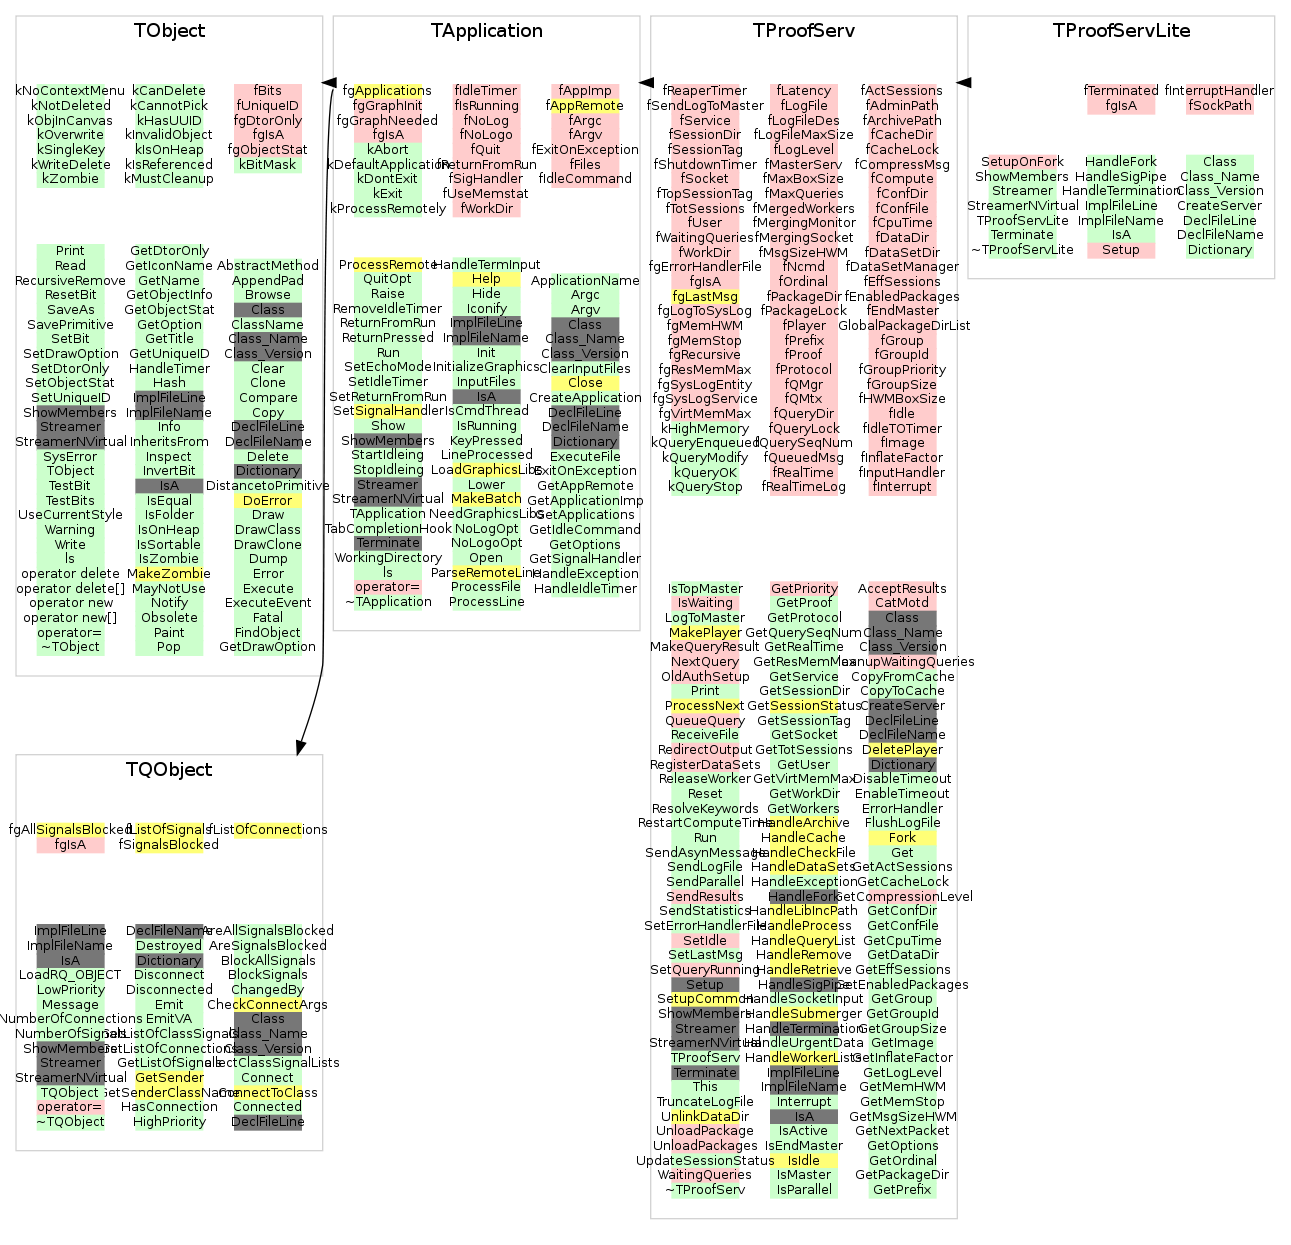 TObject
kNoContextMenu
kNotDeleted
kObjInCanvas
kOverwrite
kSingleKey
kWriteDelete
kZombie
kCanDelete
kCannotPick
kHasUUID
kInvalidObject
kIsOnHeap
kIsReferenced
kMustCleanup
fBits
fUniqueID
fgDtorOnly
fgIsA
fgObjectStat
kBitMask
Print
Read
RecursiveRemove
ResetBit
SaveAs
SavePrimitive
SetBit
SetDrawOption
SetDtorOnly
SetObjectStat
SetUniqueID
ShowMembers
Streamer
StreamerNVirtual
SysError
TObject
TestBit
TestBits
UseCurrentStyle
Warning
Write
ls
operator delete
operator delete[]
operator new
operator new[]
operator=
~TObject
GetDtorOnly
GetIconName
GetName
GetObjectInfo
GetObjectStat
GetOption
GetTitle
GetUniqueID
HandleTimer
Hash
ImplFileLine
ImplFileName
Info
InheritsFrom
Inspect
InvertBit
IsA
IsEqual
IsFolder
IsOnHeap
IsSortable
IsZombie
MakeZombie
MayNotUse
Notify
Obsolete
Paint
Pop
AbstractMethod
AppendPad
Browse
Class
ClassName
Class_Name
Class_Version
Clear
Clone
Compare
Copy
DeclFileLine
DeclFileName
Delete
Dictionary
DistancetoPrimitive
DoError
Draw
DrawClass
DrawClone
Dump
Error
Execute
ExecuteEvent
Fatal
FindObject
GetDrawOption
TApplication
fgApplications
fgGraphInit
fgGraphNeeded
fgIsA
kAbort
kDefaultApplication
kDontExit
kExit
kProcessRemotely
fIdleTimer
fIsRunning
fNoLog
fNoLogo
fQuit
fReturnFromRun
fSigHandler
fUseMemstat
fWorkDir
fAppImp
fAppRemote
fArgc
fArgv
fExitOnException
fFiles
fIdleCommand
ProcessRemote
QuitOpt
Raise
RemoveIdleTimer
ReturnFromRun
ReturnPressed
Run
SetEchoMode
SetIdleTimer
SetReturnFromRun
SetSignalHandler
Show
ShowMembers
StartIdleing
StopIdleing
Streamer
StreamerNVirtual
TApplication
TabCompletionHook
Terminate
WorkingDirectory
ls
operator=
~TApplication
HandleTermInput
Help
Hide
Iconify
ImplFileLine
ImplFileName
Init
InitializeGraphics
InputFiles
IsA
IsCmdThread
IsRunning
KeyPressed
LineProcessed
LoadGraphicsLibs
Lower
MakeBatch
NeedGraphicsLibs
NoLogOpt
NoLogoOpt
Open
ParseRemoteLine
ProcessFile
ProcessLine
ApplicationName
Argc
Argv
Class
Class_Name
Class_Version
ClearInputFiles
Close
CreateApplication
DeclFileLine
DeclFileName
Dictionary
ExecuteFile
ExitOnException
GetAppRemote
GetApplicationImp
GetApplications
GetIdleCommand
GetOptions
GetSignalHandler
HandleException
HandleIdleTimer
TProofServ
fReaperTimer
fSendLogToMaster
fService
fSessionDir
fSessionTag
fShutdownTimer
fSocket
fTopSessionTag
fTotSessions
fUser
fWaitingQueries
fWorkDir
fgErrorHandlerFile
fgIsA
fgLastMsg
fgLogToSysLog
fgMemHWM
fgMemStop
fgRecursive
fgResMemMax
fgSysLogEntity
fgSysLogService
fgVirtMemMax
kHighMemory
kQueryEnqueued
kQueryModify
kQueryOK
kQueryStop
fLatency
fLogFile
fLogFileDes
fLogFileMaxSize
fLogLevel
fMasterServ
fMaxBoxSize
fMaxQueries
fMergedWorkers
fMergingMonitor
fMergingSocket
fMsgSizeHWM
fNcmd
fOrdinal
fPackageDir
fPackageLock
fPlayer
fPrefix
fProof
fProtocol
fQMgr
fQMtx
fQueryDir
fQueryLock
fQuerySeqNum
fQueuedMsg
fRealTime
fRealTimeLog
fActSessions
fAdminPath
fArchivePath
fCacheDir
fCacheLock
fCompressMsg
fCompute
fConfDir
fConfFile
fCpuTime
fDataDir
fDataSetDir
fDataSetManager
fEffSessions
fEnabledPackages
fEndMaster
GlobalPackageDirList
fGroup
fGroupId
fGroupPriority
fGroupSize
fHWMBoxSize
fIdle
fIdleTOTimer
fImage
fInflateFactor
fInputHandler
fInterrupt
IsTopMaster
IsWaiting
LogToMaster
MakePlayer
MakeQueryResult
NextQuery
OldAuthSetup
Print
ProcessNext
QueueQuery
ReceiveFile
RedirectOutput
RegisterDataSets
ReleaseWorker
Reset
ResolveKeywords
RestartComputeTime
Run
SendAsynMessage
SendLogFile
SendParallel
SendResults
SendStatistics
SetErrorHandlerFile
SetIdle
SetLastMsg
SetQueryRunning
Setup
SetupCommon
ShowMembers
Streamer
StreamerNVirtual
TProofServ
Terminate
This
TruncateLogFile
UnlinkDataDir
UnloadPackage
UnloadPackages
UpdateSessionStatus
WaitingQueries
~TProofServ
GetPriority
GetProof
GetProtocol
GetQuerySeqNum
GetRealTime
GetResMemMax
GetService
GetSessionDir
GetSessionStatus
GetSessionTag
GetSocket
GetTotSessions
GetUser
GetVirtMemMax
GetWorkDir
GetWorkers
HandleArchive
HandleCache
HandleCheckFile
HandleDataSets
HandleException
HandleFork
HandleLibIncPath
HandleProcess
HandleQueryList
HandleRemove
HandleRetrieve
HandleSigPipe
HandleSocketInput
HandleSubmerger
HandleTermination
HandleUrgentData
HandleWorkerLists
ImplFileLine
ImplFileName
Interrupt
IsA
IsActive
IsEndMaster
IsIdle
IsMaster
IsParallel
AcceptResults
CatMotd
Class
Class_Name
Class_Version
CopyFromCache
CopyToCache
CreateServer
DeclFileLine
DeclFileName
DeletePlayer
Dictionary
DisableTimeout
EnableTimeout
ErrorHandler
FlushLogFile
Fork
Get
GetActSessions
GetCacheLock
GetCompressionLevel
GetConfDir
GetConfFile
GetCpuTime
GetDataDir
GetEffSessions
GetEnabledPackages
GetGroup
GetGroupId
GetGroupSize
GetImage
GetInflateFactor
GetLogLevel
GetMemHWM
GetMemStop
GetMsgSizeHWM
GetNextPacket
GetOptions
GetOrdinal
GetPackageDir
GetPrefix
TProofServLite
fTerminated
fgIsA
fInterruptHandler
fSockPath
SetupOnFork
ShowMembers
Streamer
StreamerNVirtual
TProofServLite
Terminate
~TProofServLite
HandleFork
HandleSigPipe
HandleTermination
ImplFileLine
ImplFileName
IsA
Setup
Class
Class_Name
Class_Version
CreateServer
DeclFileLine
DeclFileName
Dictionary
TQObject
fgAllSignalsBlocked
fgIsA
fListOfSignals
fSignalsBlocked
fListOfConnections
ImplFileLine
ImplFileName
IsA
LoadRQ_OBJECT
LowPriority
Message
NumberOfConnections
NumberOfSignals
ShowMembers
Streamer
StreamerNVirtual
TQObject
operator=
~TQObject
DeclFileName
Destroyed
Dictionary
Disconnect
Disconnected
Emit
EmitVA
GetListOfClassSignals
GetListOfConnections
GetListOfSignals
GetSender
GetSenderClassName
HasConnection
HighPriority
AreAllSignalsBlocked
AreSignalsBlocked
BlockAllSignals
BlockSignals
ChangedBy
CheckConnectArgs
Class
Class_Name
Class_Version
Connect
ConnectToClass
Connected
DeclFileLine